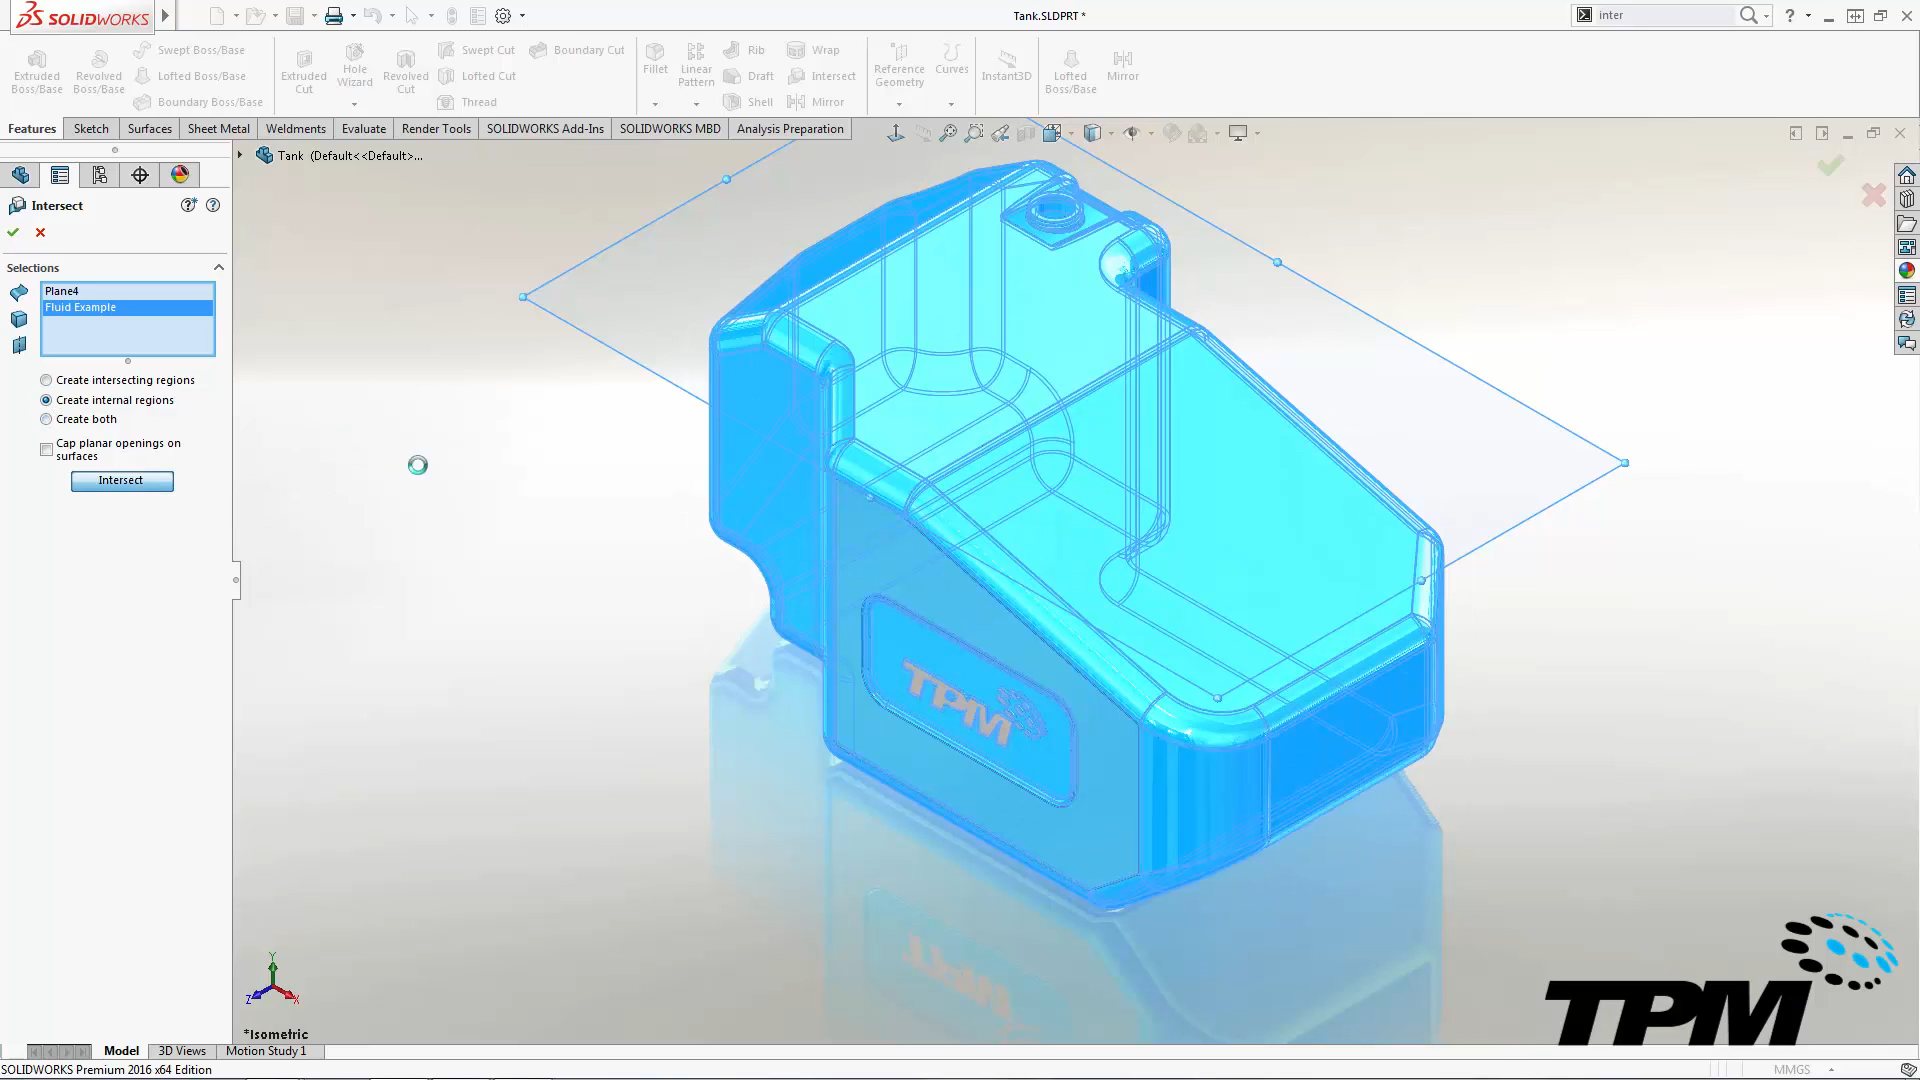 SOLIDWORKS
Tank.SLDPRT *
inter
Extruded Boss/Base
Revolved Boss/Base
Swept Boss/Base
Lofted Boss/Base
Boundary Boss/Base
Extruded Cut
Hole Wizard
Revolved Cut
Swept Cut
Lofted Cut
Thread
Boundary Cut
Fillet
Linear Pattern
Rib
Draft
Shell
Wrap
Intersect
Mirror
Reference Geometry
Curves
Instant3D
Lofted Boss/Base
Mirror
Features
Sketch
Surfaces
Sheet Metal
Weldments
Evaluate
Render Tools
SOLIDWORKS Add-Ins
SOLIDWORKS MBD
Analysis Preparation
Tank (Default<<Default>...
Intersect
Selections
Plane4
Fluid Example
Create intersecting regions
Create internal regions
Create both
Cap planar openings on
surfaces
Intersect
TPM
Y
Z
X
*Isometric
TPM
Model
3D Views
Motion Study 1
SOLIDWORKS Premium 2016 x64 Edition
MMGS